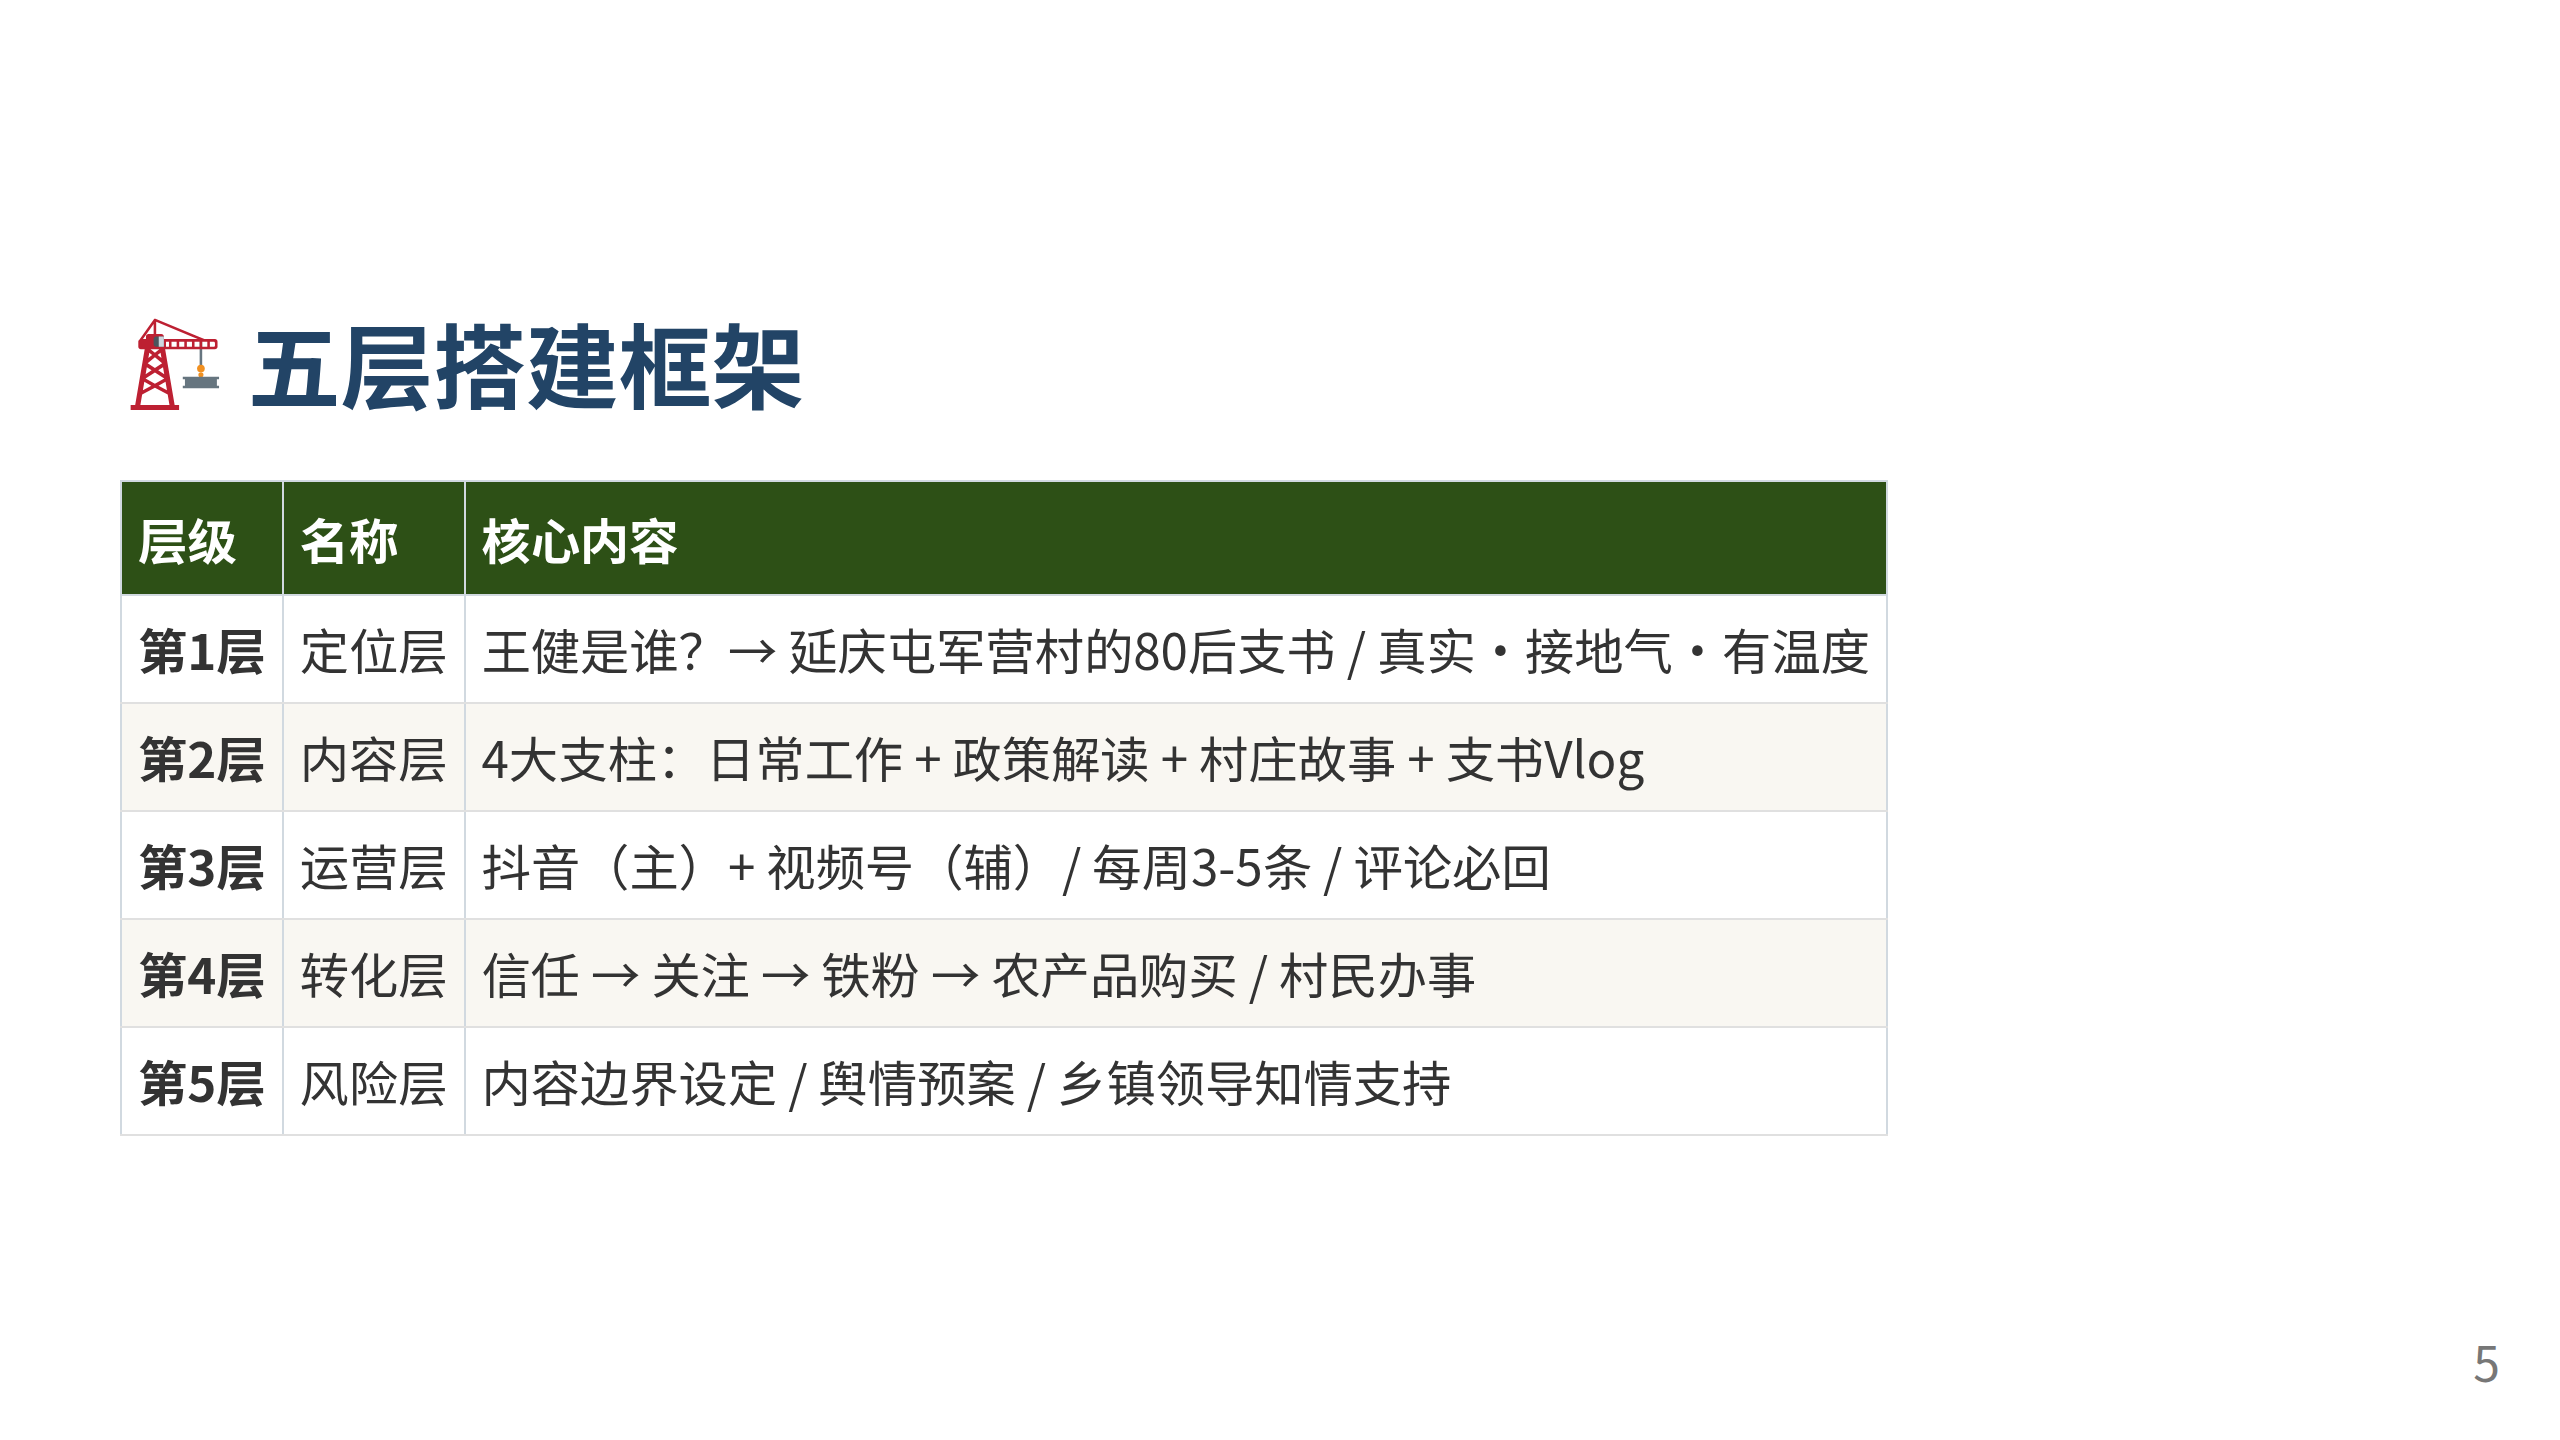 五层搭建框架
层级 名称 核心内容
第1层 定位层 王健是谁？→ 延庆屯军营村的80后支书 / 真实・接地气・有温度
第2层 内容层 4大支柱：日常工作 + 政策解读 + 村庄故事 + 支书Vlog
第3层 运营层 抖音（主）+ 视频号（辅）/ 每周3-5条 / 评论必回
第4层 转化层 信任 → 关注 → 铁粉 → 农产品购买 / 村民办事
第5层 风险层 内容边界设定 / 舆情预案 / 乡镇领导知情支持
5